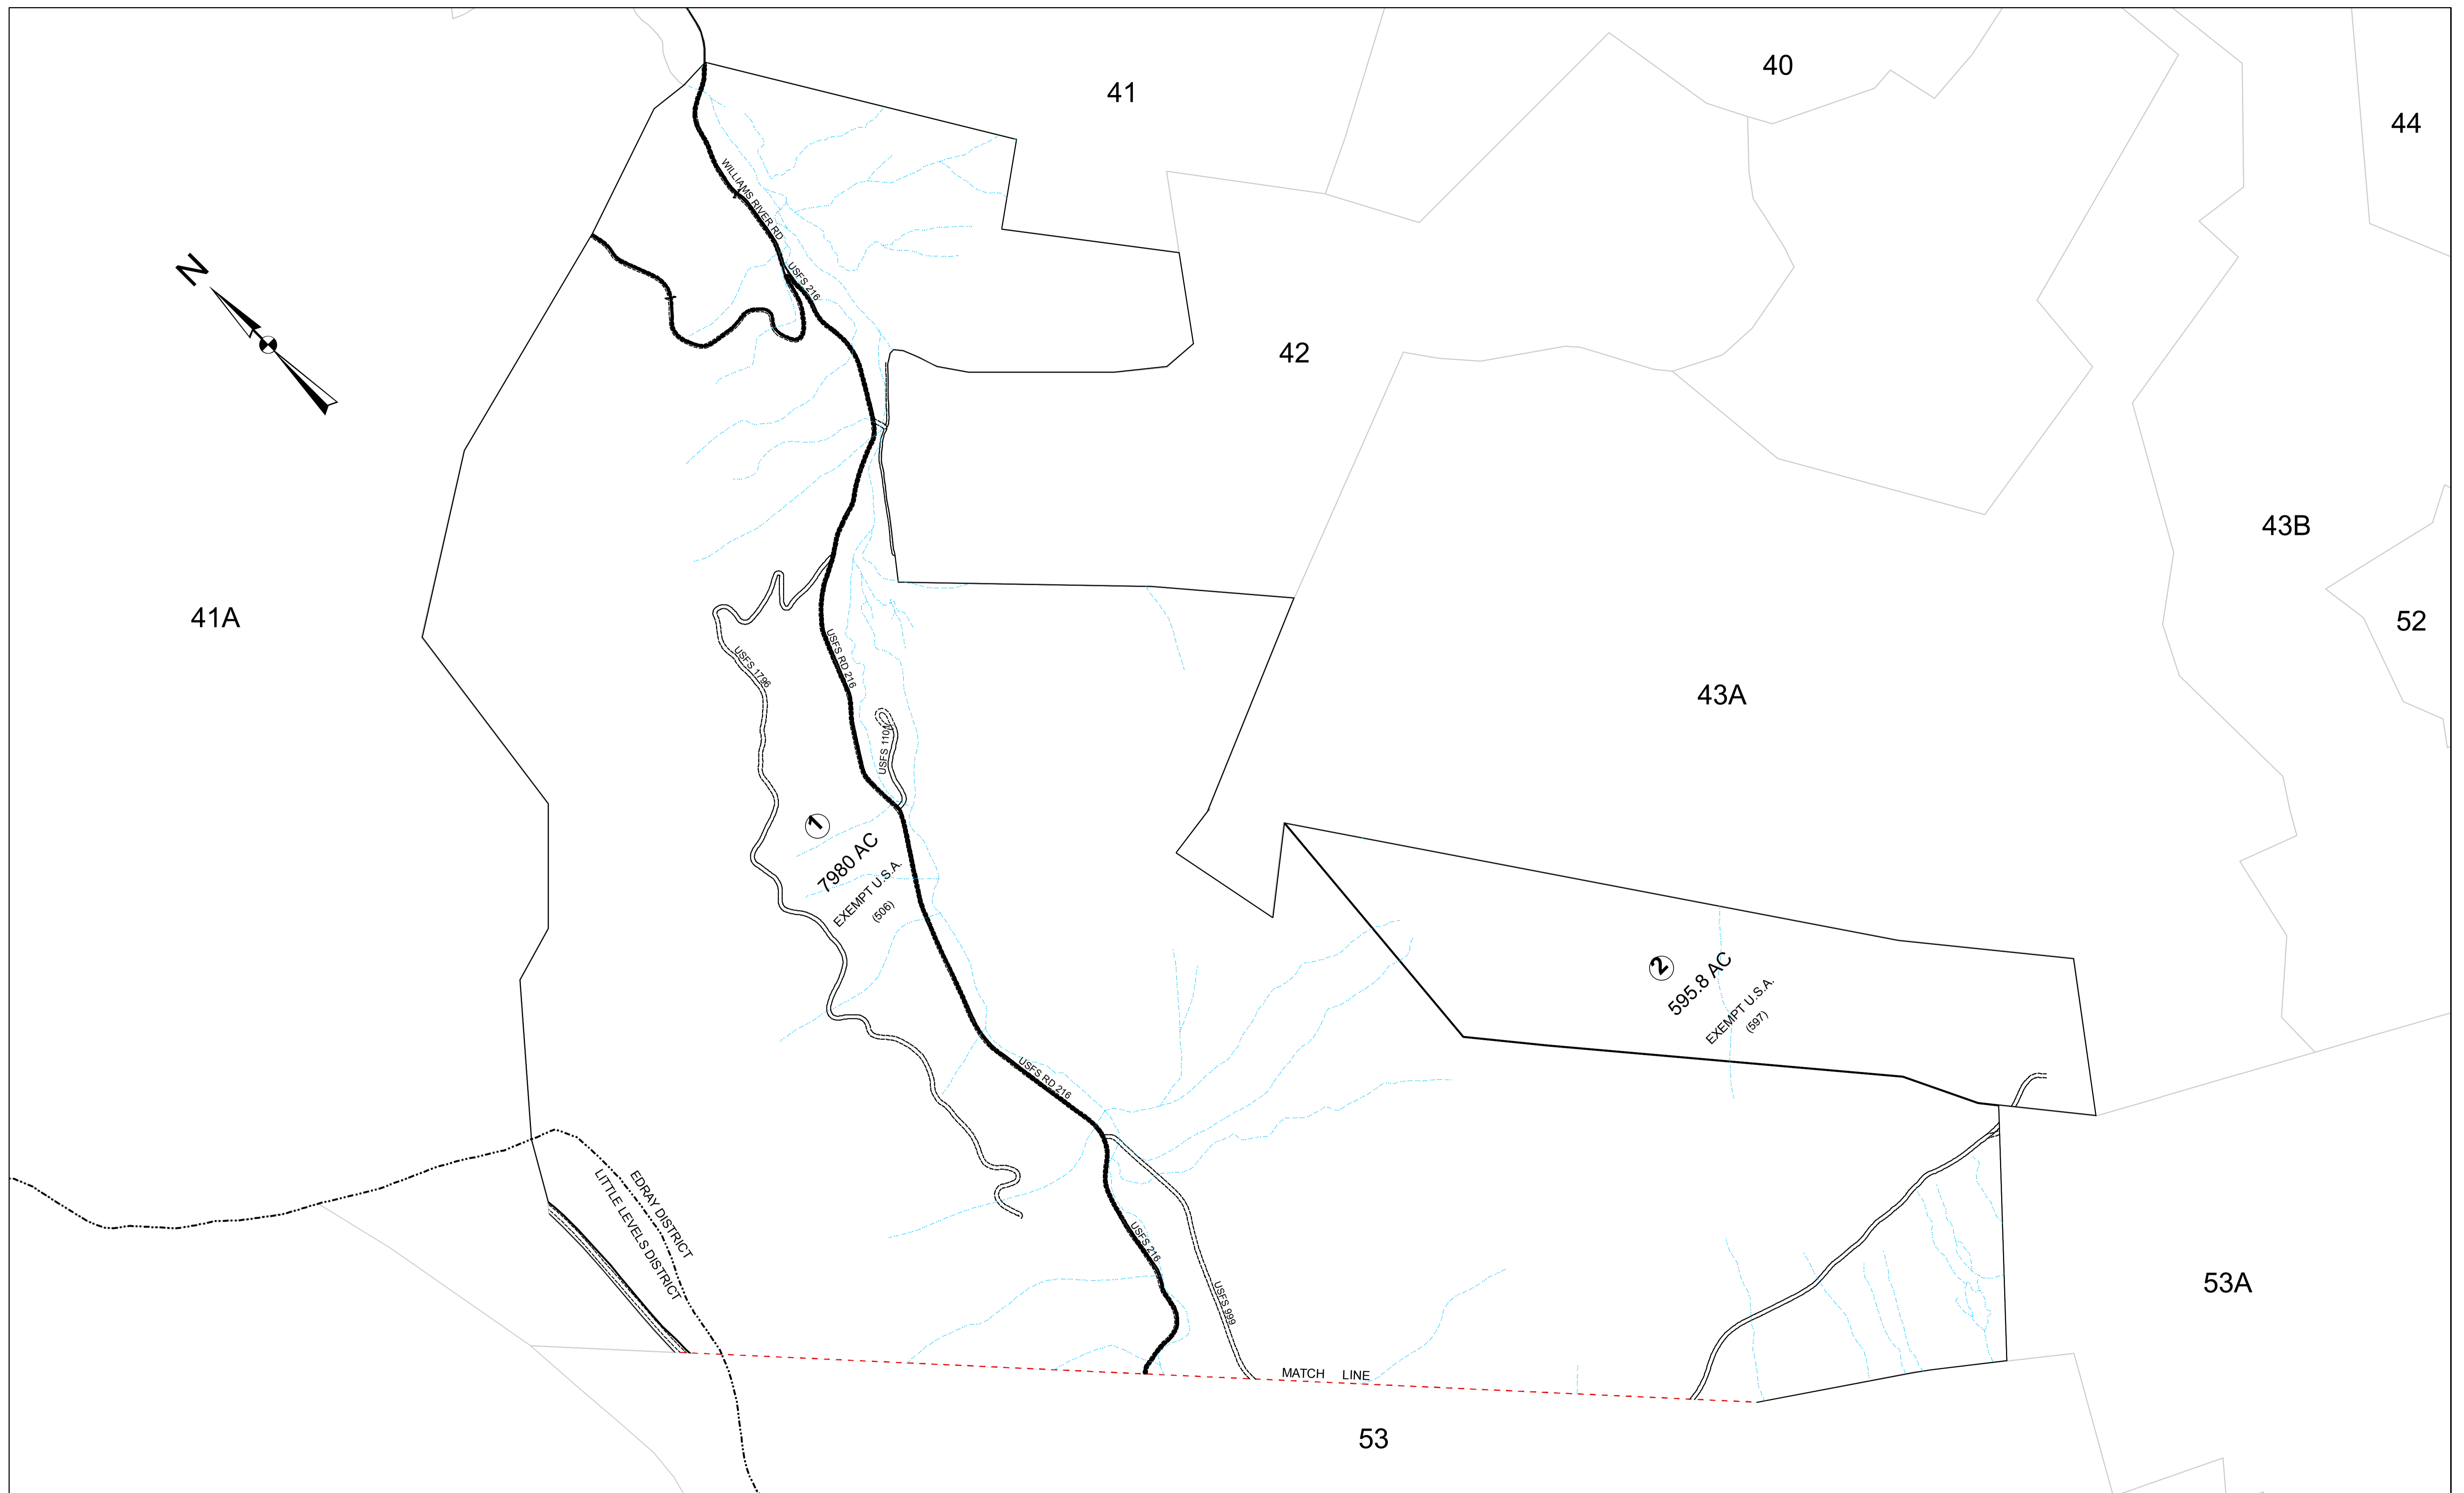 40
41
44
WILLIAMS RIVER RD
N
USFS 216
42
43B
41A
52
USFS RD 216
USFS 1796
43A
USFS 110A
1
7980 AC
EXEMPT U.S.A.
(506)
2
595.8 AC
EXEMPT U.S.A.
(597)
USFS RD 216
EDRAY DISTRICT
LITTLE LEVELS DISTRICT
USFS 216
USFS 999
53A
MATCH LINE
53